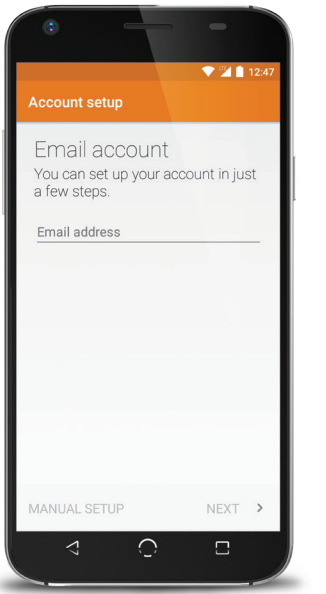 LTE 12:47
Account setup
Email account
You can set up your account in just
a few steps.
Email address
MANUAL SETUP NEXT